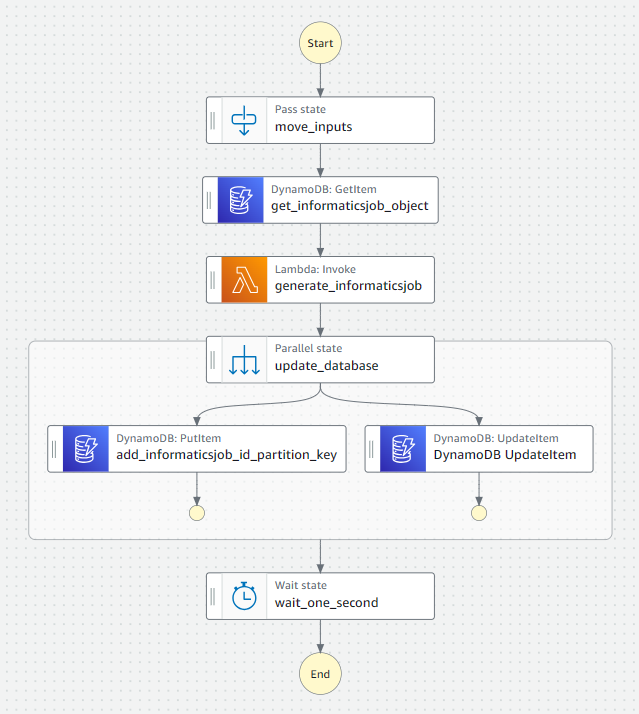 Start
Pass state
move_inputs
DynamoDB: GetItem
get_informaticsjob_object
Lambda: Invoke
generate_informaticsjob
Parallel state
update_database
DynamoDB: PutItem
add_informaticsjob_id_partition_key
DynamoDB: UpdateItem
DynamoDB UpdateItem
Wait state
wait_one_second
End